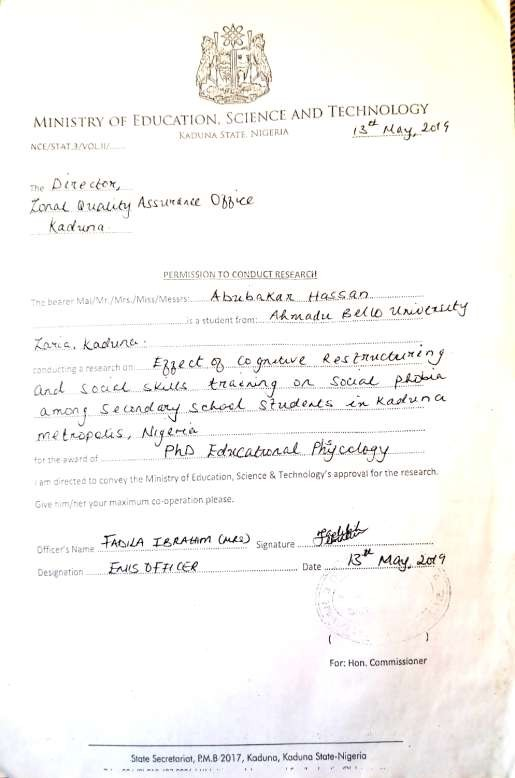 MINISTRY OF EDUCATION, SCIENCE AND TECHNOLOGY
KADUNA STATE, NIGERIA
13th May, 2019
NCE/STAT.3/VOL.II/......
The Director,
Zonal Quality Assurance Office
Kaduna
PERMISSION TO CONDUCT RESEARCH
The bearer Mal/Mr./Mrs./Miss/Messrs: Abubakar Hassan
is a student from: Ahmadu Bello University
Zaria, Kaduna.
conducting a research on Effect of Cognitive Restructuring
and social skills training on social phobia
among Secondary School Students in Kaduna
metropolis, Nigeria
for the award of PhD Educational Phycology
I am directed to convey the Ministry of Education, Science & Technology's approval for the research.
Give him/her your maximum co-operation please.
Officer's Name FADILA IBRAHIM (MRS) Signature
Designation EMIS OFFICER Date 13th May, 2019
( )
For: Hon. Commissioner
State Secretariat, P.M.B 2017, Kaduna, Kaduna State-Nigeria